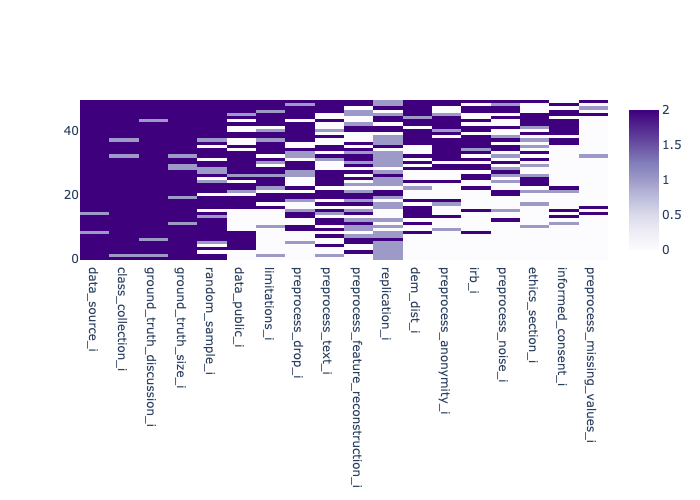 40
20
0
2
1.5
1
0.5
0
data_source_i
class_collection_i
ground_truth_discussion_i
ground_truth_size_i
random_sample_i
data_public_i
limitations_i
preprocess_drop_i
preprocess_text_i
preprocess_feature_reconstruction_i
replication_i
dem_dist_i
preprocess_anonymity_i
irb_i
preprocess_noise_i
ethics_section_i
informed_consent_i
preprocess_missing_values_i